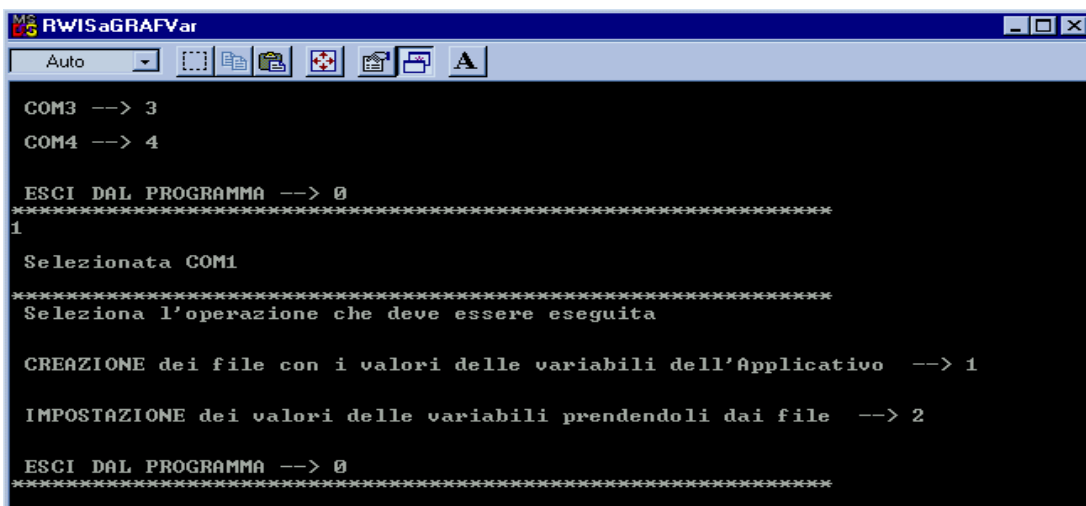 RWISaGRAFVar
Auto
A
COM3 --> 3
COM4 --> 4
ESCI DAL PROGRAMMA --> 0
*************************************************************
1
Selezionata COM1
*************************************************************
Seleziona l'operazione che deve essere eseguita
CREAZIONE dei file con i valori delle variabili dell'Applicativo --> 1
IMPOSTAZIONE dei valori delle variabili prendendoli dai file --> 2
ESCI DAL PROGRAMMA --> 0
*************************************************************